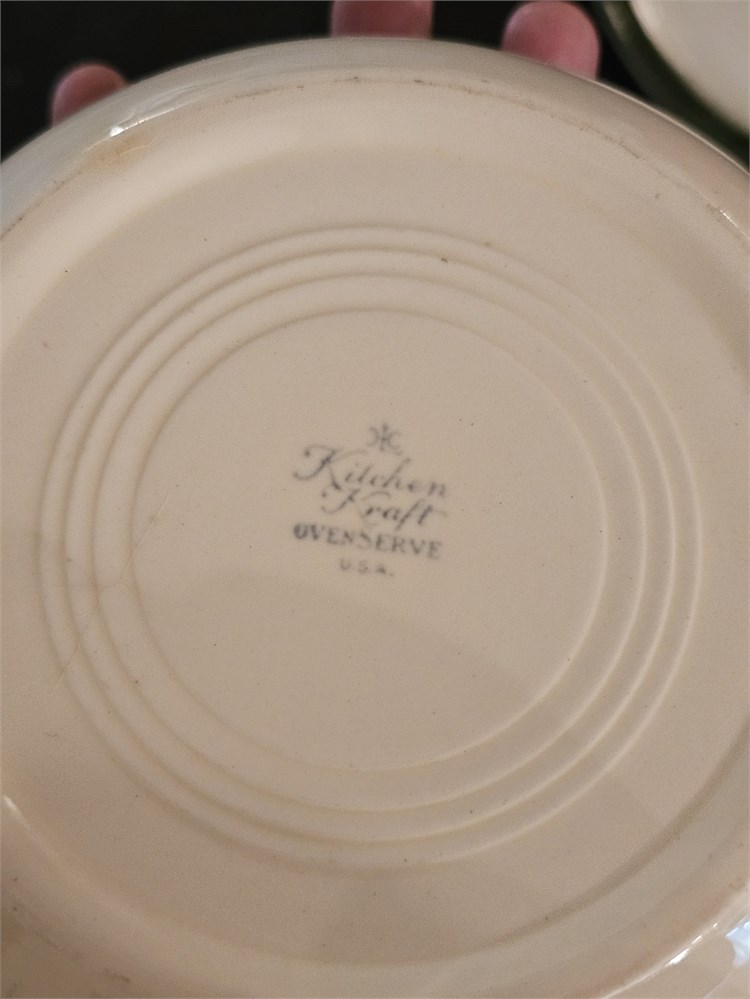 Kitchen
Kraft
OVENSERVE
U.S.A.